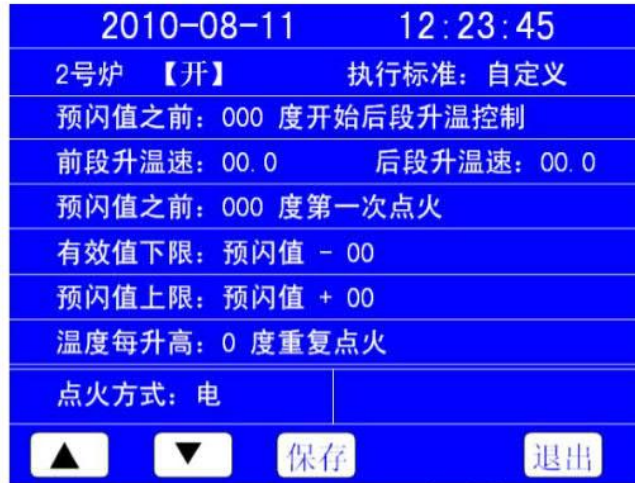 2010-08-11 12:23:45
2号炉 【开】 执行标准：自定义
预闪值之前：000 度开始后段升温控制
前段升温速：00.0 后段升温速：00.0
预闪值之前：000 度第一次点火
有效值下限：预闪值 - 00
预闪值上限：预闪值 + 00
温度每升高：0 度重复点火
点火方式：电
▲ ▼ 保存 退出